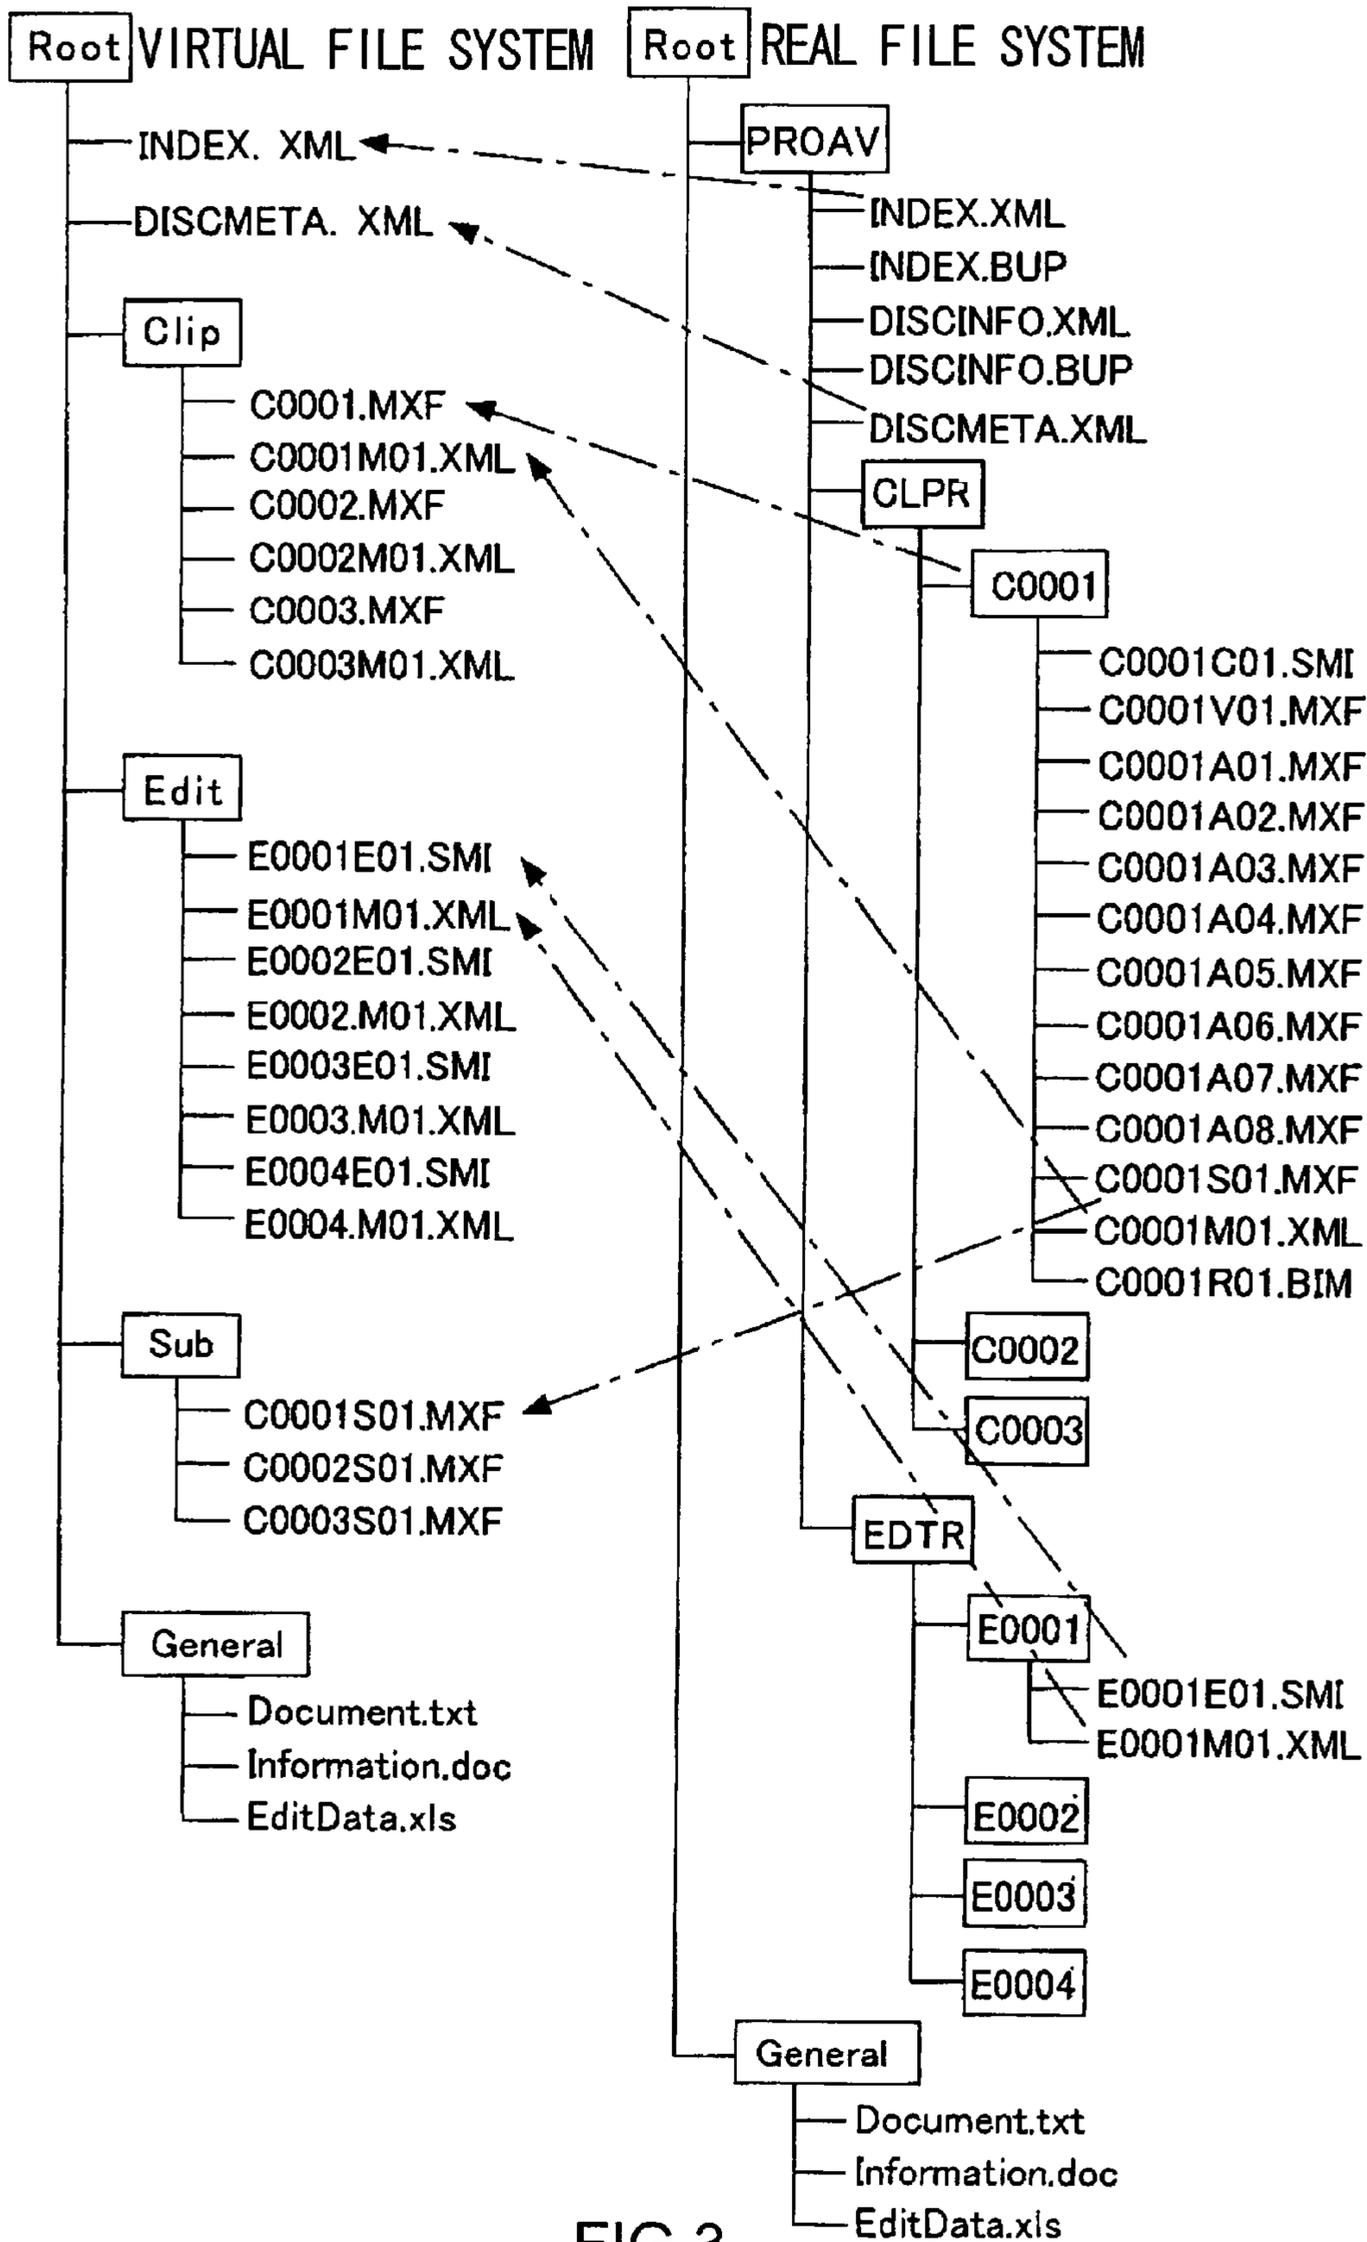 Root VIRTUAL FILE SYSTEM
INDEX. XML
DISCMETA. XML
Clip
C0001.MXF
C0001M01.XML
C0002.MXF
C0002M01.XML
C0003.MXF
C0003M01.XML
Edit
E0001E01.SMI
E0001M01.XML
E0002E01.SMI
E0002.M01.XML
E0003E01.SMI
E0003.M01.XML
E0004E01.SMI
E0004.M01.XML
Sub
C0001S01.MXF
C0002S01.MXF
C0003S01.MXF
General
Document.txt
Information.doc
EditData.xls
Root REAL FILE SYSTEM
PROAV
INDEX.XML
INDEX.BUP
DISCINFO.XML
DISCINFO.BUP
DISCMETA.XML
CLPR
C0001
C0001C01.SMI
C0001V01.MXF
C0001A01.MXF
C0001A02.MXF
C0001A03.MXF
C0001A04.MXF
C0001A05.MXF
C0001A06.MXF
C0001A07.MXF
C0001A08.MXF
C0001S01.MXF
C0001M01.XML
C0001R01.BIM
C0002
C0003
EDTR
E0001
E0001E01.SMI
E0001M01.XML
E0002
E0003
E0004
General
Document.txt
Information.doc
EditData.xls
FIG.3